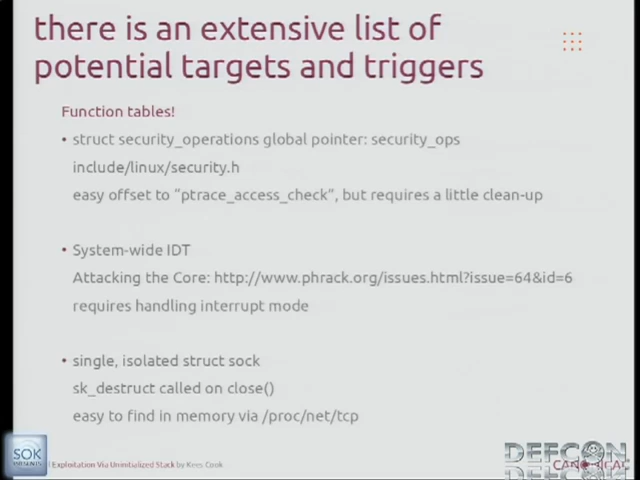 there is an extensive list of
potential targets and triggers
Function tables!
• struct security_operations global pointer: security_ops
include/linux/security.h
easy offset to "ptrace_access_check", but requires a little clean-up
• System-wide IDT
Attacking the Core: http://www.phrack.org/issues.html?issue=64&id=6
requires handling interrupt mode
• single, isolated struct sock
sk_destruct called on close()
easy to find in memory via /proc/net/tcp
SOK
Exploitation Via Uninitialized Stack by Kees Cook
DEFCON
CANONICAL